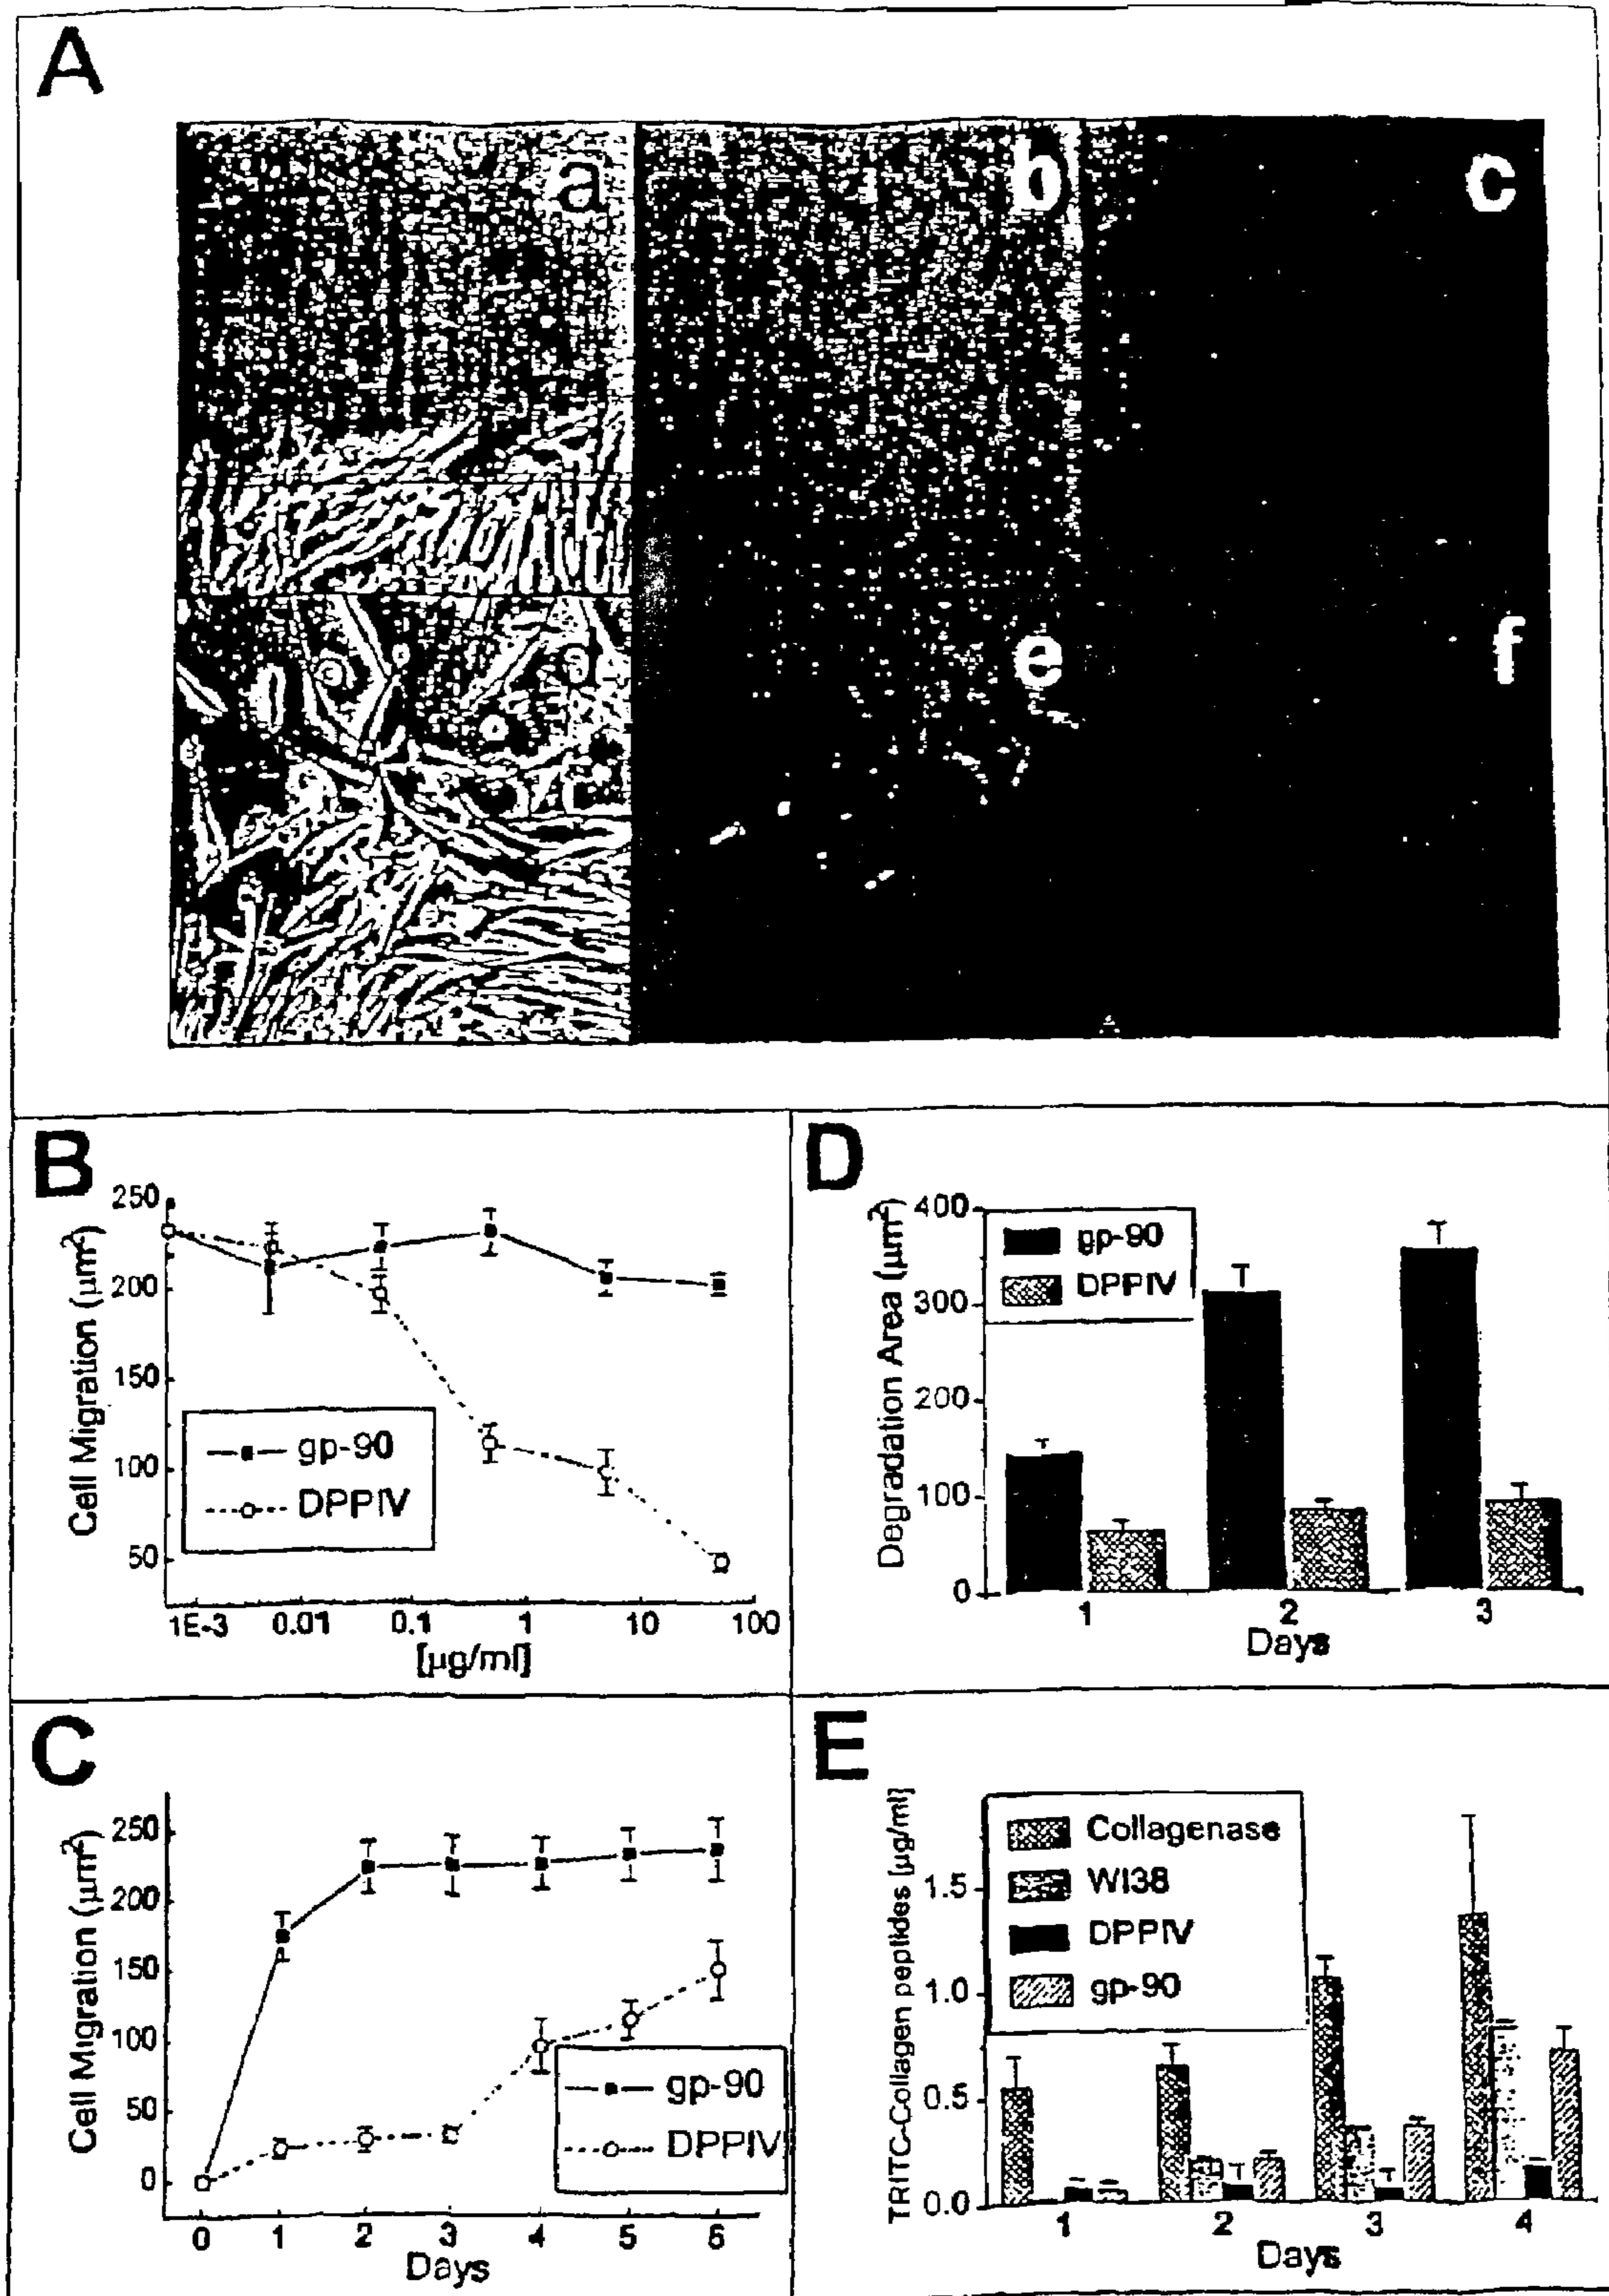 A
a
b
c
d
e
f
B
Cell Migration (µm²)
250
200
150
100
50
gp-90
DPPIV
1E-3 0.01 0.1 1 10 100
[µg/ml]
D
Degradation Area (µm²)
400
300
200
100
0
gp-90
DPPIV
1 2 3
Days
C
Cell Migration (µm²)
250
200
150
100
50
0
gp-90
DPPIV
0 1 2 3 4 5 6
Days
E
TRITC-Collagen peptides [µg/ml]
1.5
1.0
0.5
0.0
Collagenase
WI38
DPPIV
gp-90
1 2 3 4
Days